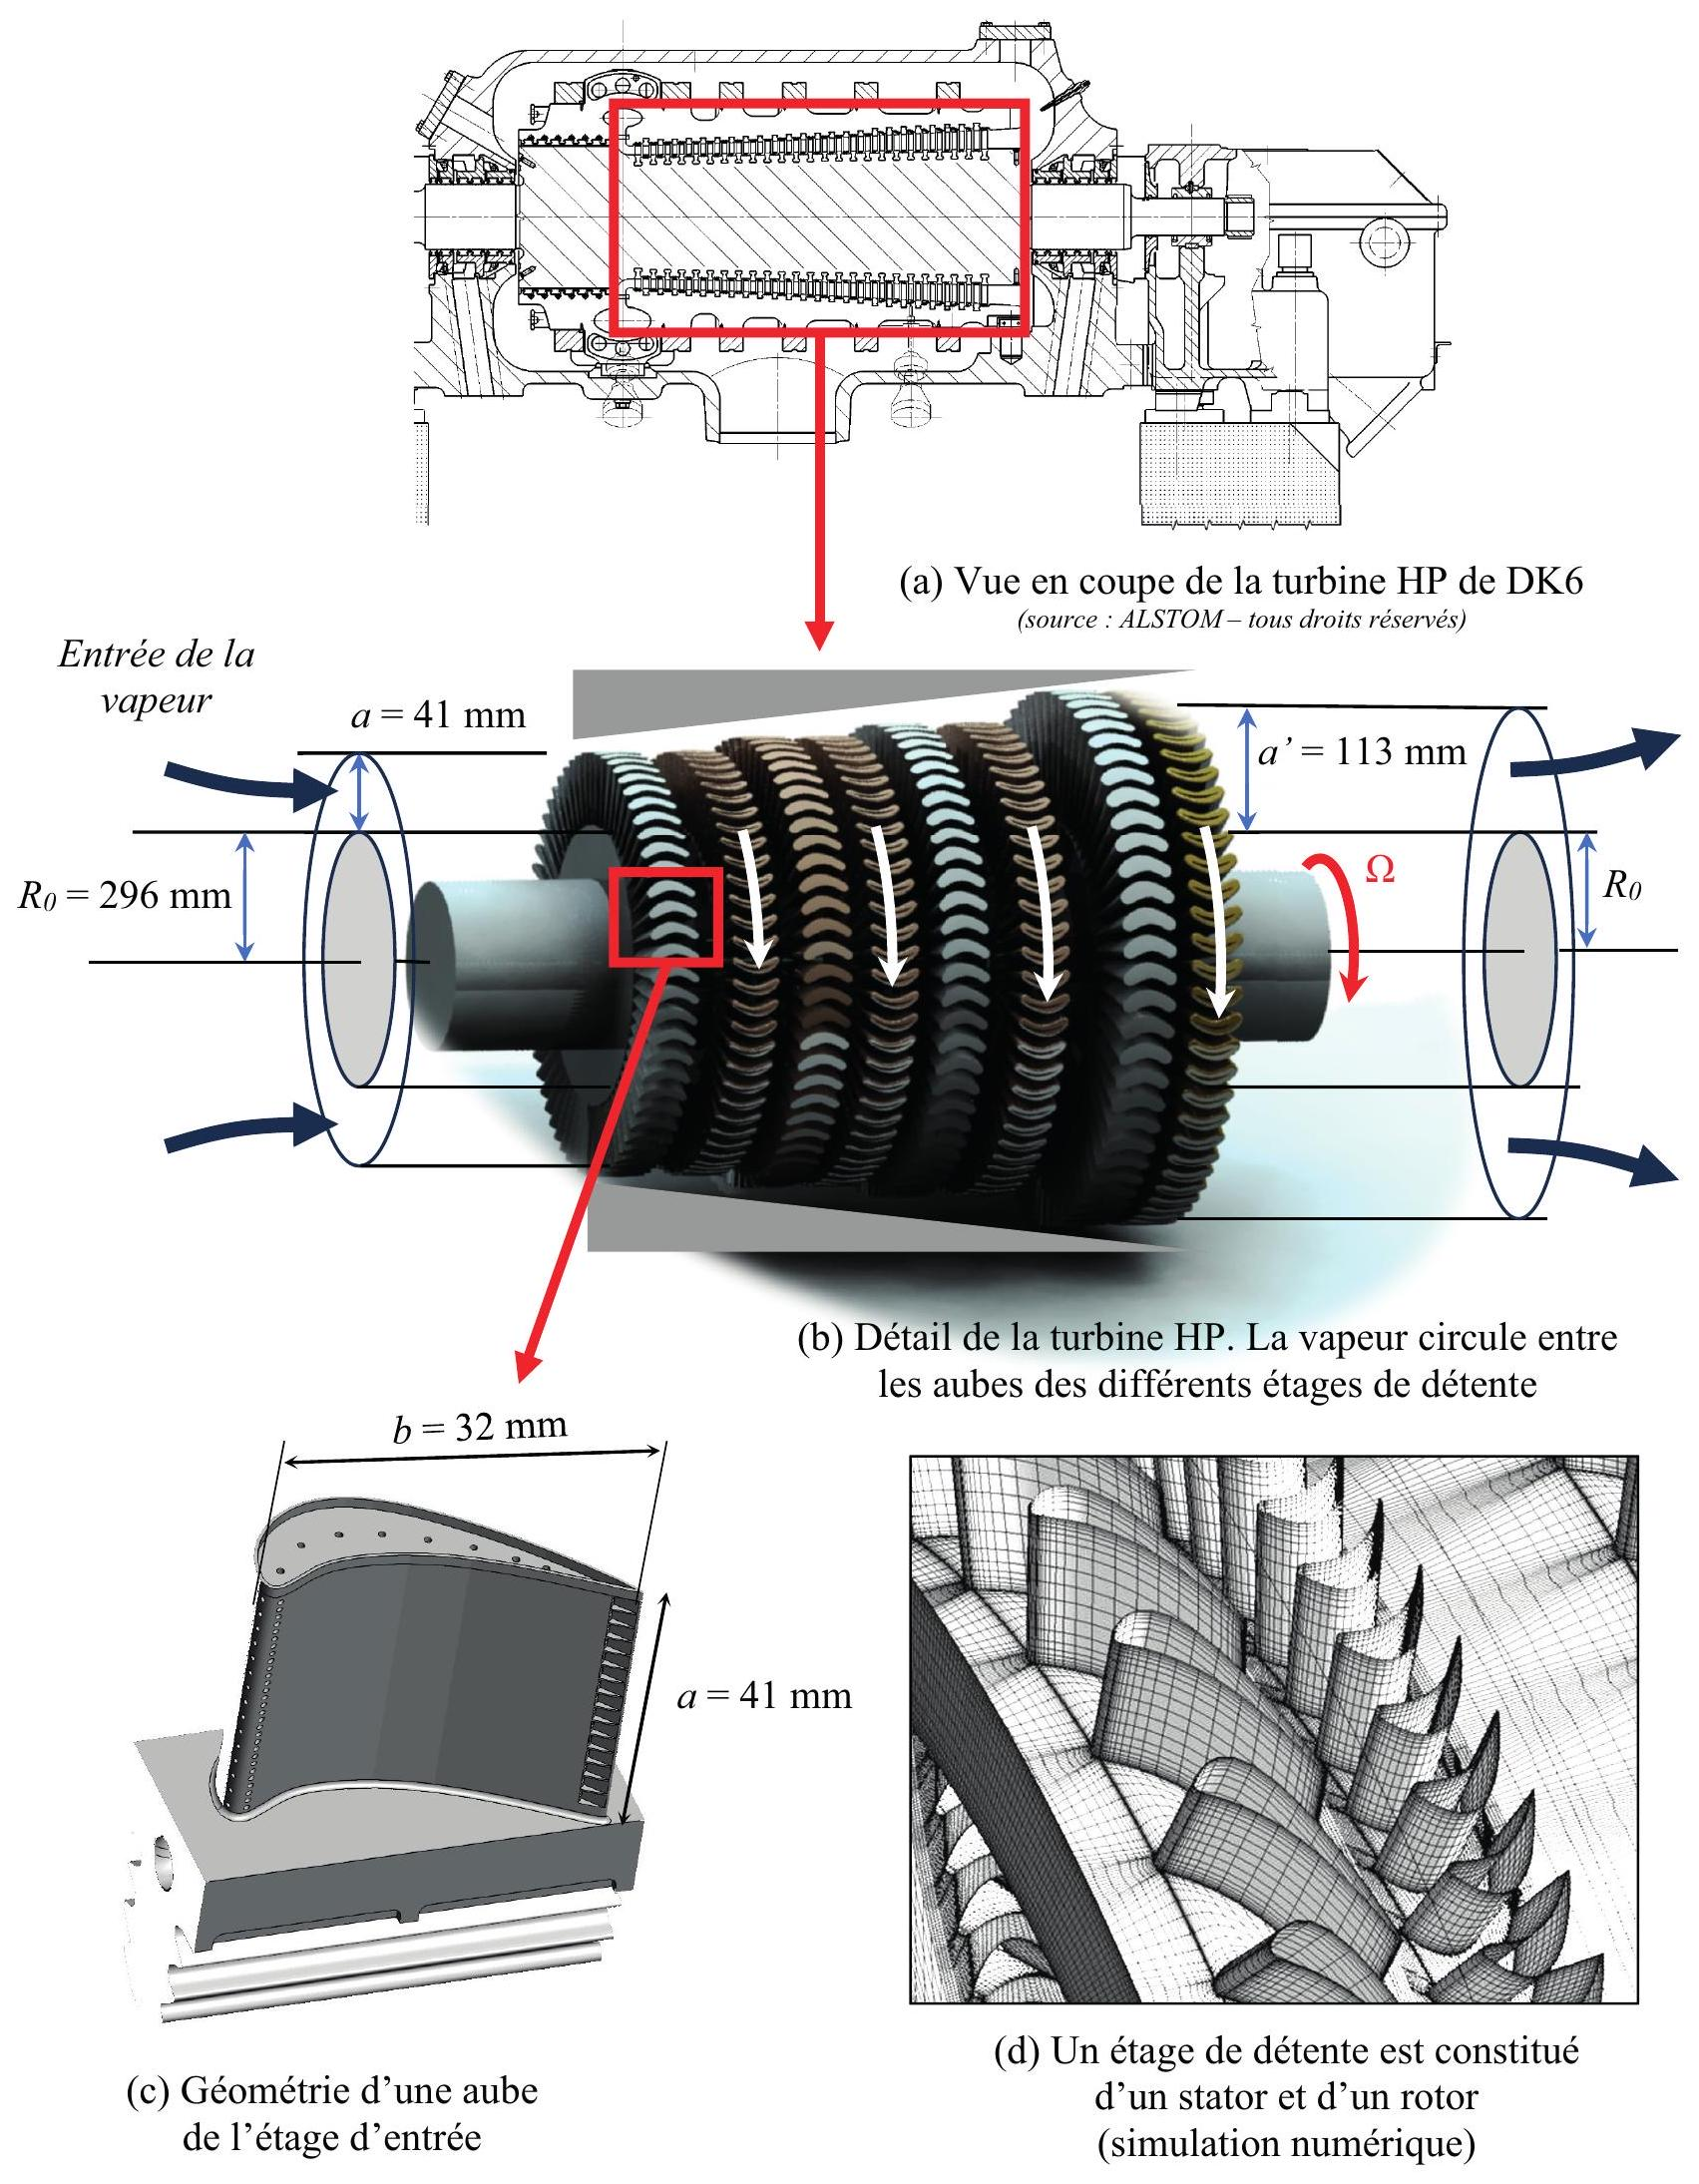 (a) Vue en coupe de la turbine HP de DK6
(source : ALSTOM – tous droits réservés)
Entrée de la
vapeur
a = 41 mm
a’ = 113 mm
R0 = 296 mm
Ω
R0
(b) Détail de la turbine HP. La vapeur circule entre
les aubes des différents étages de détente
b = 32 mm
a = 41 mm
(c) Géométrie d’une aube
de l’étage d’entrée
(d) Un étage de détente est constitué
d’un stator et d’un rotor
(simulation numérique)